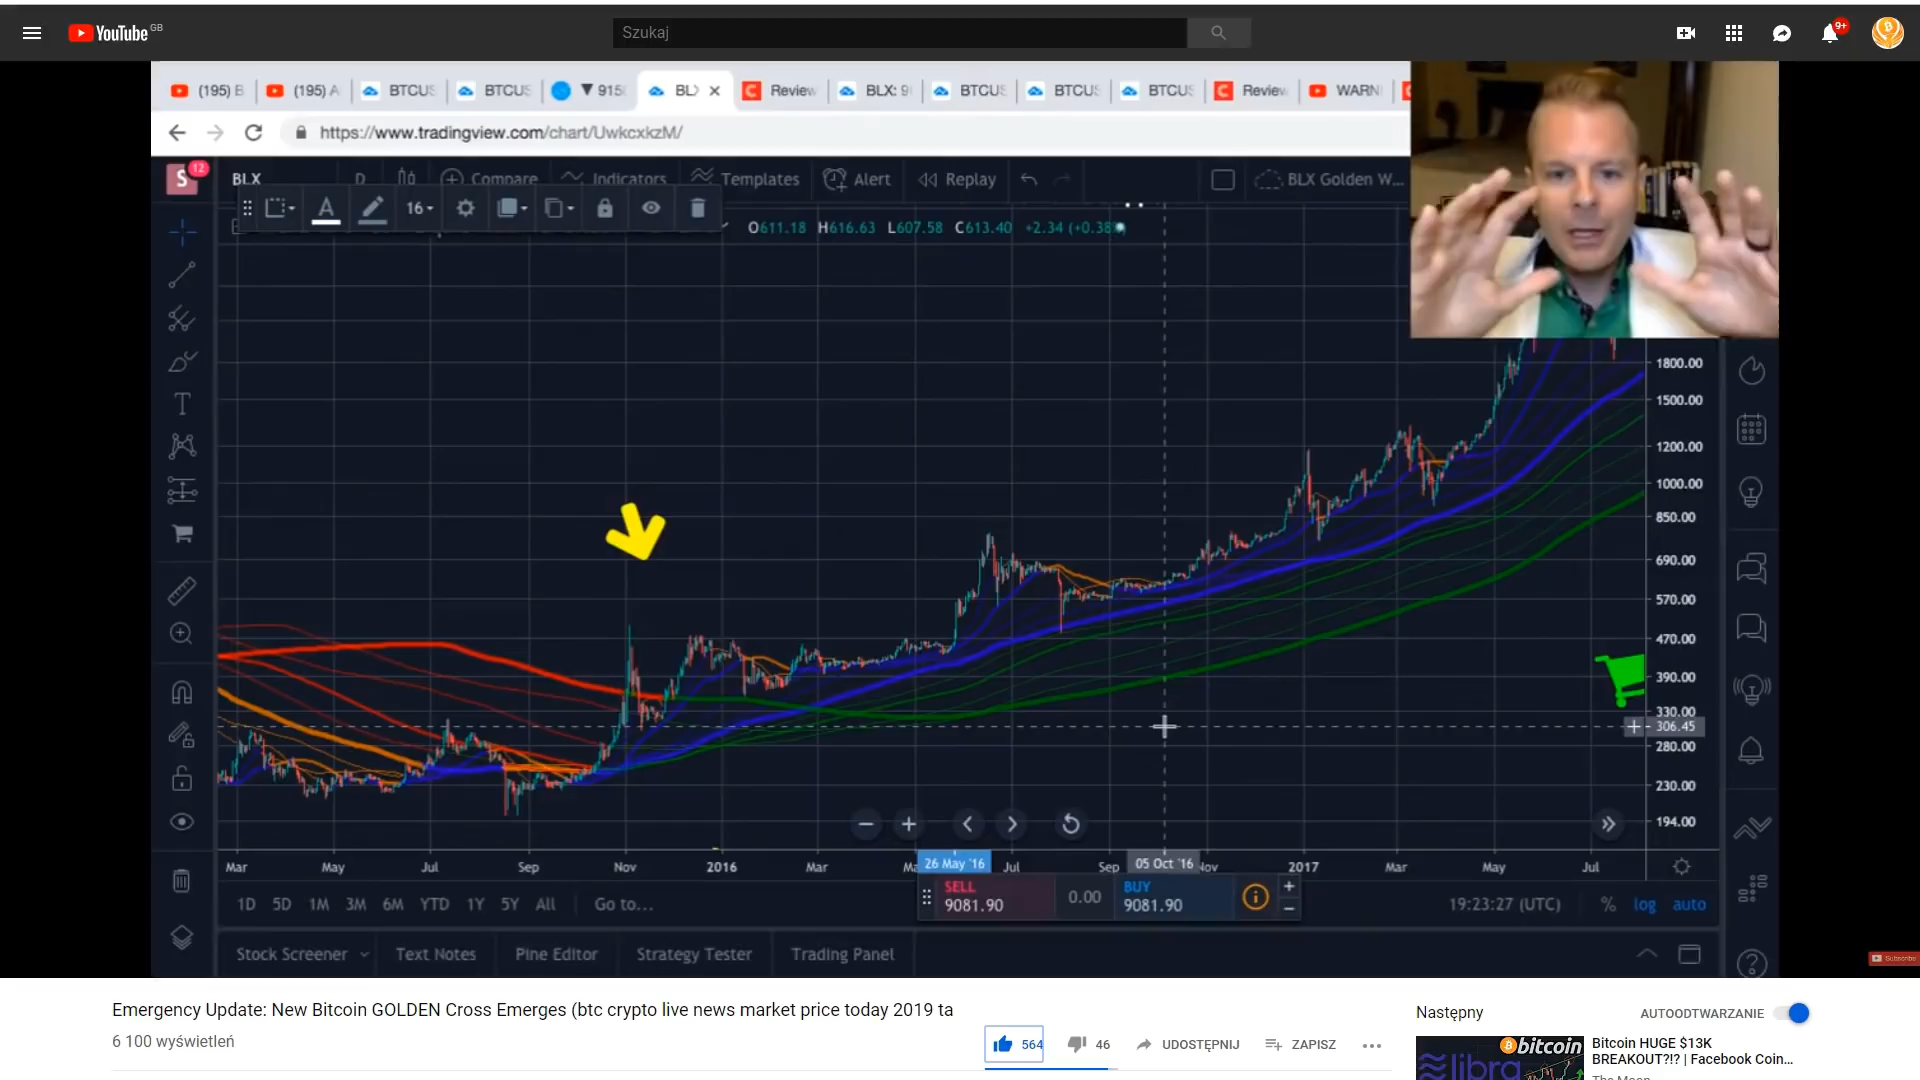 YouTube GB
Szukaj
9+
(195) B
(195) A
BTCUS
BTCUS
▼ 915
BLX
Review
BLX: 9
BTCUS
BTCUS
BTCUS
Review
WARN
https://www.tradingview.com/chart/UwkcxkzM/
S 12
BLX D Compare Indicators Templates Alert Replay BLX Golden W...
A 16
O611.18 H616.63 L607.58 C613.40 +2.34 (+0.38%
1800.00
1500.00
1200.00
1000.00
850.00
690.00
570.00
470.00
390.00
330.00
306.45
280.00
230.00
194.00
Mar May Jul Sep Nov 2016 Mar 26 May '16 Jul Sep 05 Oct '16 Nov 2017 Mar May Jul
SELL 9081.90
0.00
BUY 9081.90
1D 5D 1M 3M 6M YTD 1Y 5Y All Go to...
19:23:27 (UTC) % log auto
Stock Screener Text Notes Pine Editor Strategy Tester Trading Panel
Subscribe
Emergency Update: New Bitcoin GOLDEN Cross Emerges (btc crypto live news market price today 2019 ta
6 100 wyświetleń
564
46
UDOSTĘPNIJ
ZAPISZ
Następny
AUTOODTWARZANIE
bitcoin
libra
Bitcoin HUGE $13K
BREAKOUT?!? | Facebook Coin...